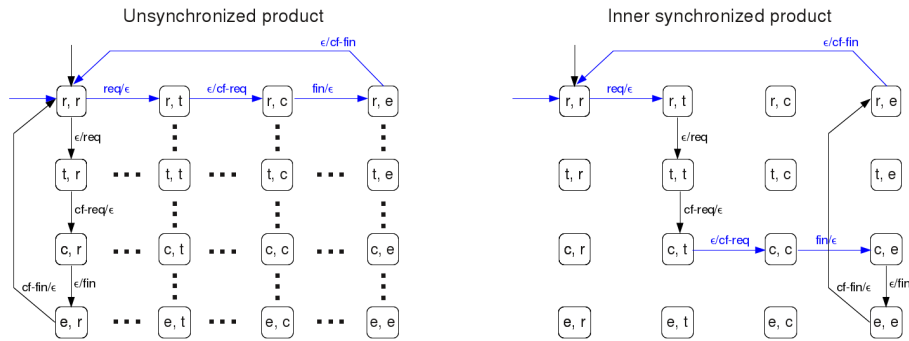 Unsynchronized product
Inner synchronized product
ϵ/cf-fin
ϵ/cf-fin
req/ϵ
ϵ/cf-req
fin/ϵ
req/ϵ
r, r
r, t
r, c
r, e
r, r
r, t
r, c
r, e
ϵ/req
ϵ/req
t, r
t, t
t, c
t, e
t, r
t, t
t, c
t, e
cf-req/ϵ
cf-req/ϵ
ϵ/cf-req
fin/ϵ
c, r
c, t
c, c
c, e
c, r
c, t
c, c
c, e
cf-fin/ϵ
ϵ/fin
cf-fin/ϵ
ϵ/fin
e, r
e, t
e, c
e, e
e, r
e, t
e, c
e, e